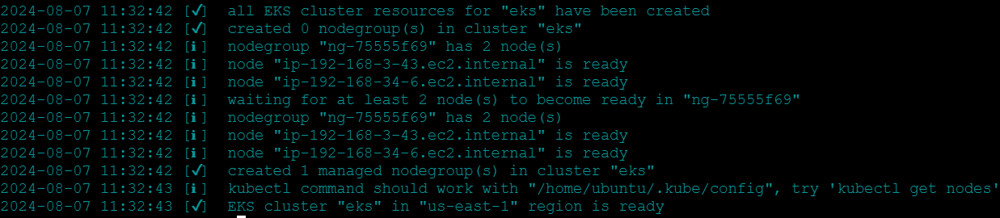 2024-08-07 11:32:42 [✔]  all EKS cluster resources for "eks" have been created
2024-08-07 11:32:42 [✔]  created 0 nodegroup(s) in cluster "eks"
2024-08-07 11:32:42 [ℹ]  nodegroup "ng-75555f69" has 2 node(s)
2024-08-07 11:32:42 [ℹ]  node "ip-192-168-3-43.ec2.internal" is ready
2024-08-07 11:32:42 [ℹ]  node "ip-192-168-34-6.ec2.internal" is ready
2024-08-07 11:32:42 [ℹ]  waiting for at least 2 node(s) to become ready in "ng-75555f69"
2024-08-07 11:32:42 [ℹ]  nodegroup "ng-75555f69" has 2 node(s)
2024-08-07 11:32:42 [ℹ]  node "ip-192-168-3-43.ec2.internal" is ready
2024-08-07 11:32:42 [ℹ]  node "ip-192-168-34-6.ec2.internal" is ready
2024-08-07 11:32:42 [✔]  created 1 managed nodegroup(s) in cluster "eks"
2024-08-07 11:32:43 [ℹ]  kubectl command should work with "/home/ubuntu/.kube/config", try 'kubectl get nodes'
2024-08-07 11:32:43 [✔]  EKS cluster "eks" in "us-east-1" region is ready